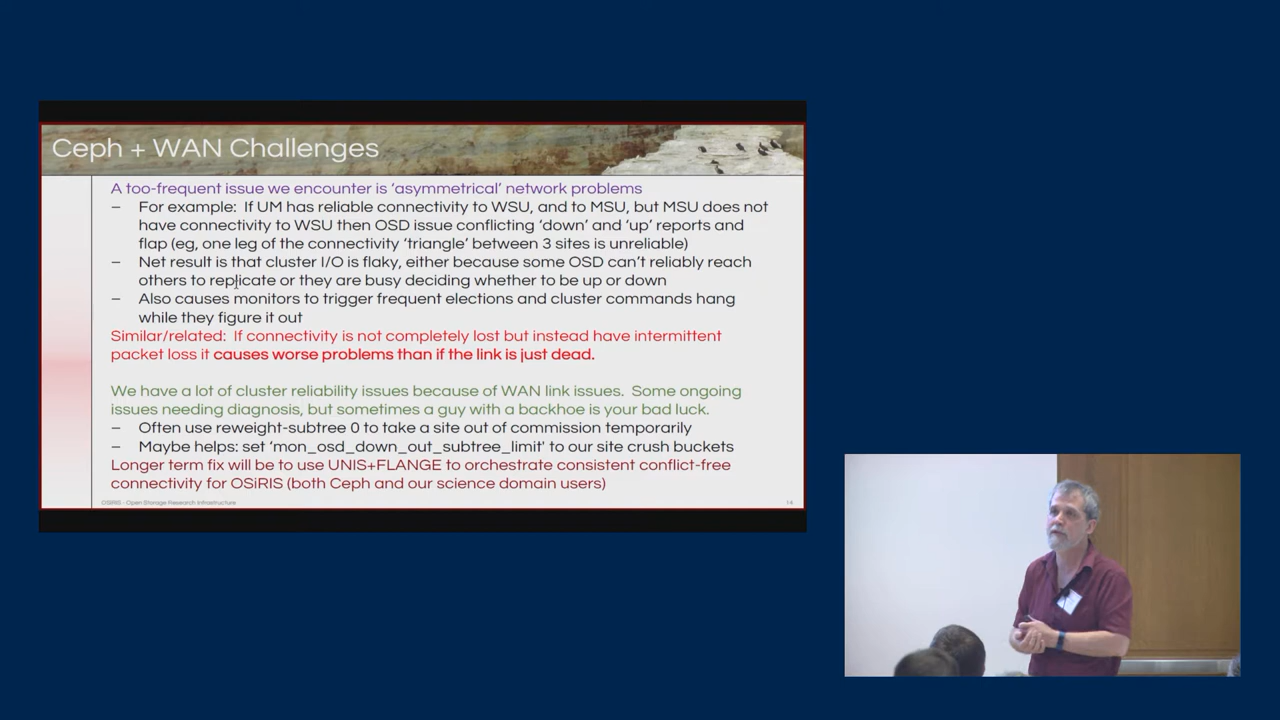 Ceph + WAN Challenges
A too-frequent issue we encounter is ‘asymmetrical’ network problems
– For example: If UM has reliable connectivity to WSU, and to MSU, but MSU does not
have connectivity to WSU then OSD issue conflicting ‘down’ and ‘up’ reports and
flap (eg, one leg of the connectivity ‘triangle’ between 3 sites is unreliable)
– Net result is that cluster I/O is flaky, either because some OSD can’t reliably reach
others to replicate or they are busy deciding whether to be up or down
– Also causes monitors to trigger frequent elections and cluster commands hang
while they figure it out
Similar/related: If connectivity is not completely lost but instead have intermittent
packet loss it causes worse problems than if the link is just dead.
We have a lot of cluster reliability issues because of WAN link issues. Some ongoing
issues needing diagnosis, but sometimes a guy with a backhoe is your bad luck.
– Often use reweight-subtree 0 to take a site out of commission temporarily
– Maybe helps: set ‘mon_osd_down_out_subtree_limit' to our site crush buckets
Longer term fix will be to use UNIS+FLANGE to orchestrate consistent conflict-free
connectivity for OSiRIS (both Ceph and our science domain users)
OSiRIS - Open Storage Research Infrastructure
14